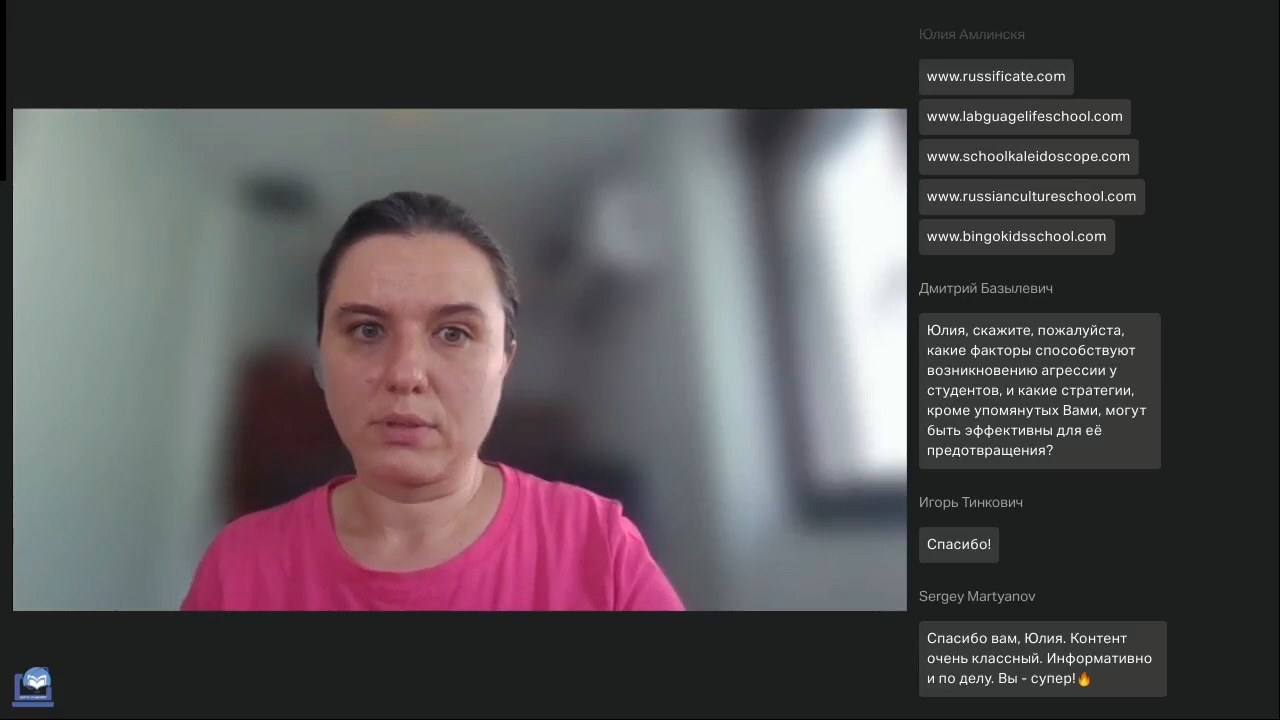 Юлия Амлинскя
www.russificate.com
www.labguagelifeschool.com
www.schoolkaleidoscope.com
www.russiancultureschool.com
www.bingokidsschool.com
Дмитрий Базылевич
Юлия, скажите, пожалуйста,
какие факторы способствуют
возникновению агрессии у
студентов, и какие стратегии,
кроме упомянутых Вами, могут
быть эффективны для её
предотвращения?
Игорь Тинкович
Спасибо!
Sergey Martyanov
Спасибо вам, Юлия. Контент
очень классный. Информативно
и по делу. Вы - супер!🔥